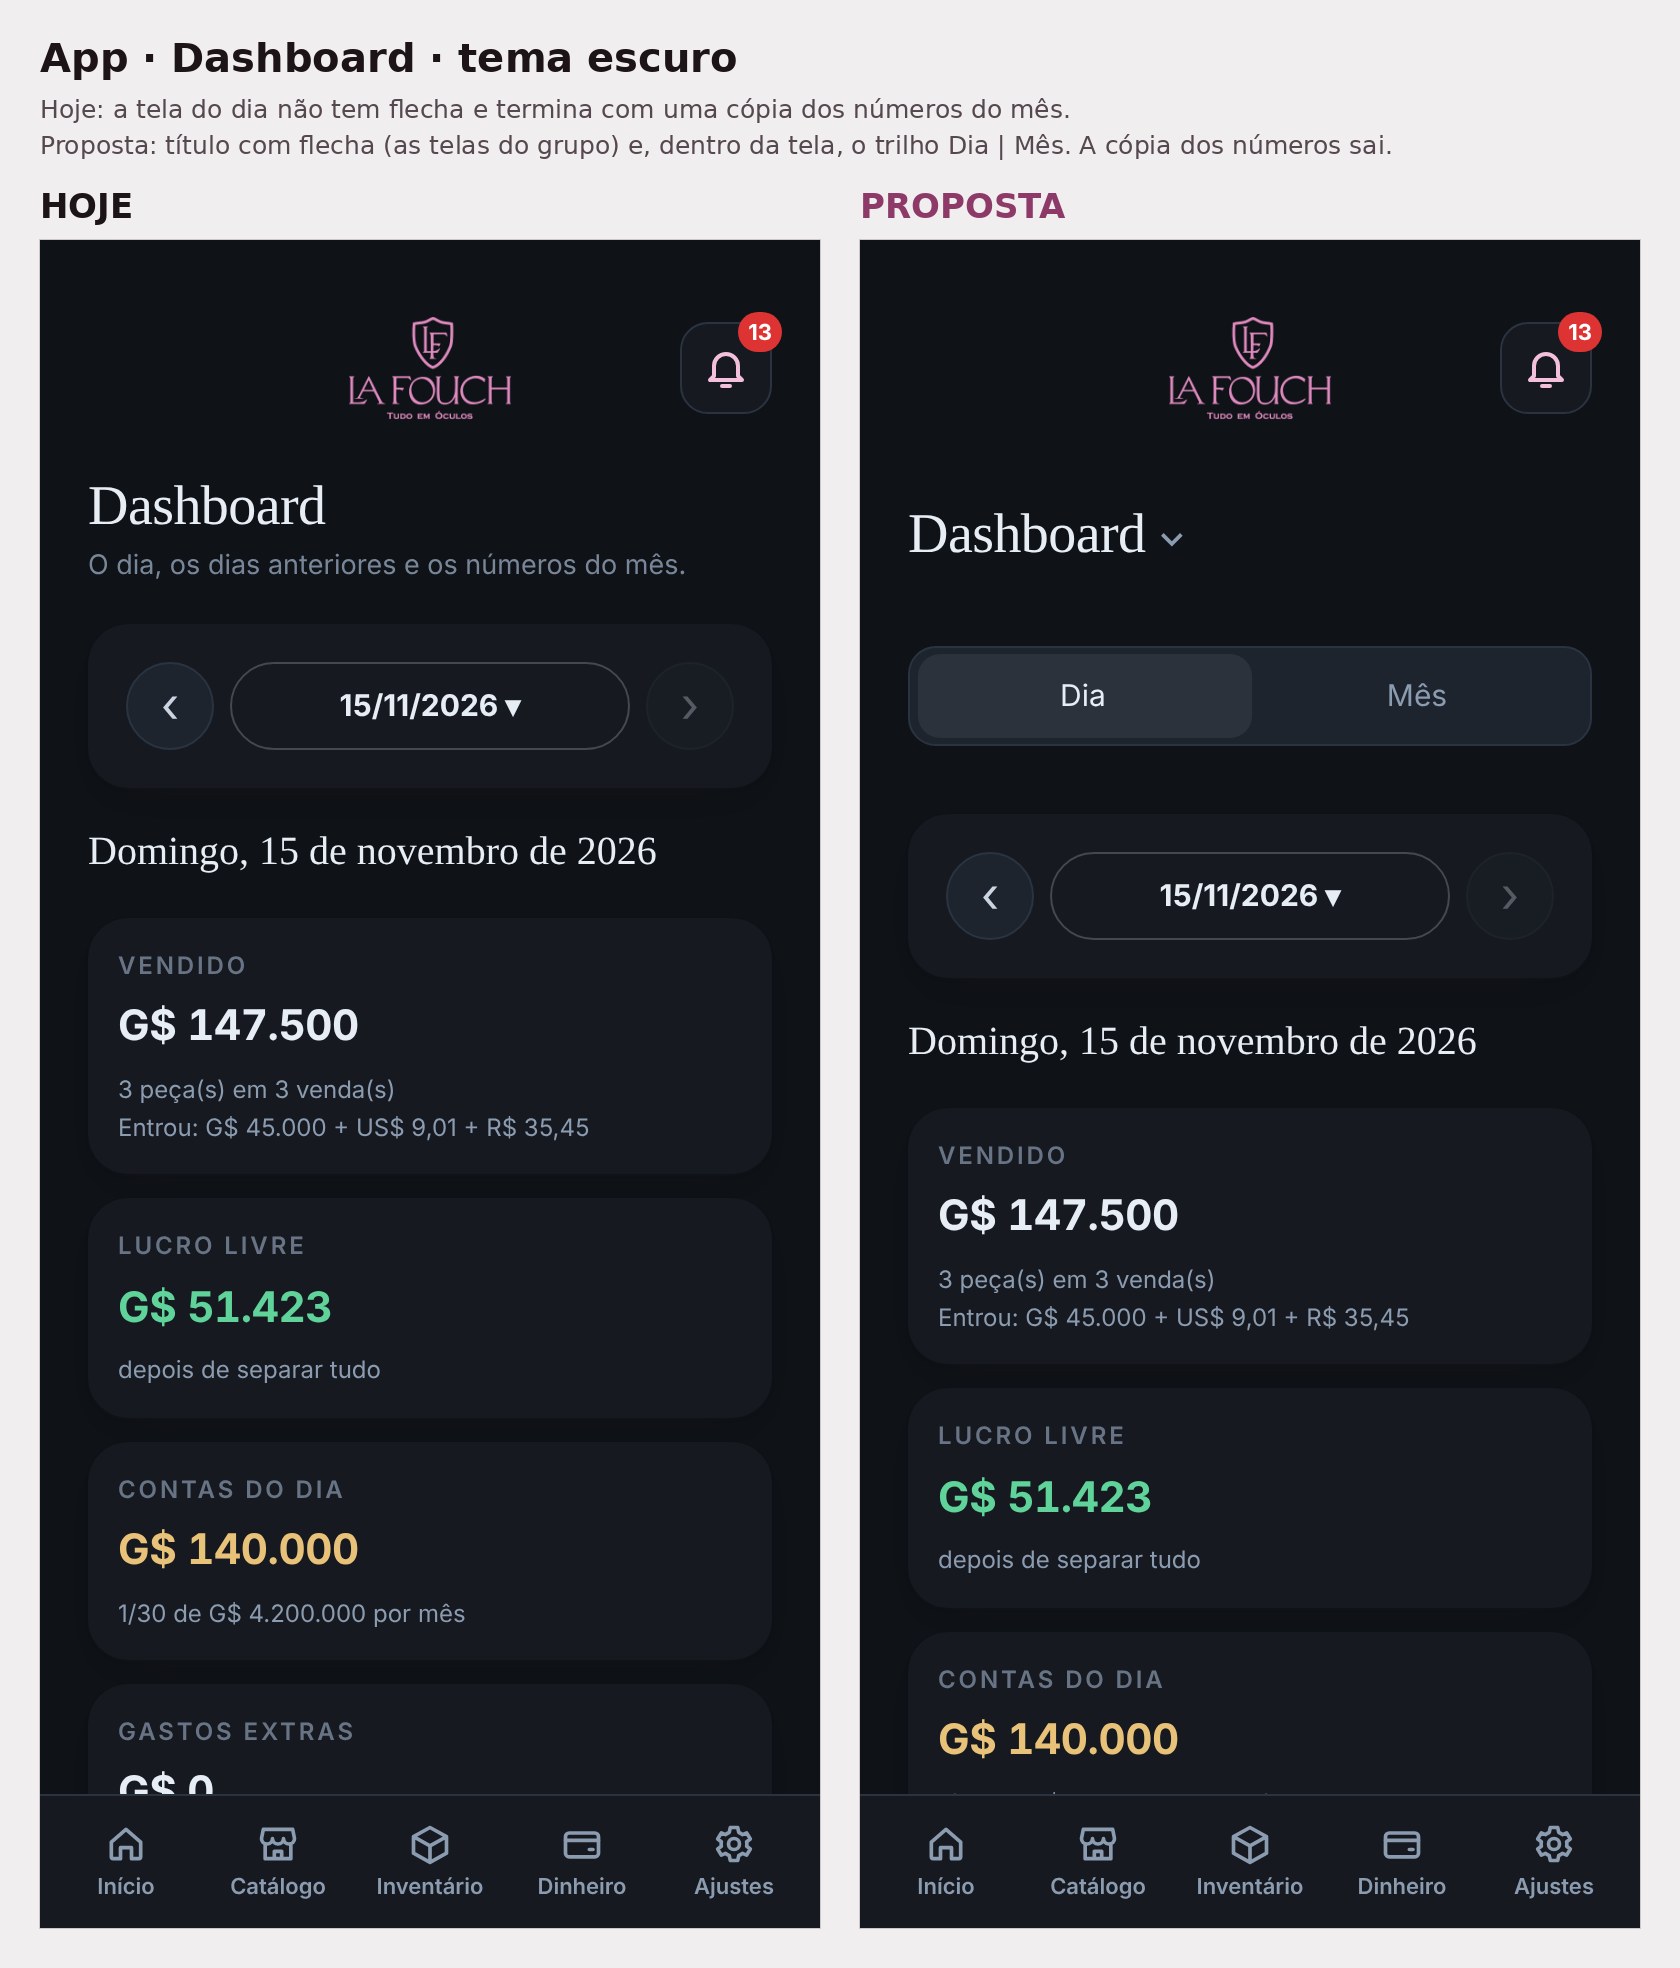 App · Dashboard · tema escuro
Hoje: a tela do dia não tem flecha e termina com uma cópia dos números do mês.
Proposta: título com flecha (as telas do grupo) e, dentro da tela, o trilho Dia | Mês. A cópia dos números sai.
HOJE
LF
LA FOUCH
TUDO EM ÓCULOS
13
Dashboard
O dia, os dias anteriores e os números do mês.
‹ 15/11/2026 ▾ ›
Domingo, 15 de novembro de 2026
VENDIDO
G$ 147.500
3 peça(s) em 3 venda(s)
Entrou: G$ 45.000 + US$ 9,01 + R$ 35,45
LUCRO LIVRE
G$ 51.423
depois de separar tudo
CONTAS DO DIA
G$ 140.000
1/30 de G$ 4.200.000 por mês
GASTOS EXTRAS
G$ 0
Início Catálogo Inventário Dinheiro Ajustes
PROPOSTA
LF
LA FOUCH
TUDO EM ÓCULOS
13
Dashboard
Dia Mês
‹ 15/11/2026 ▾ ›
Domingo, 15 de novembro de 2026
VENDIDO
G$ 147.500
3 peça(s) em 3 venda(s)
Entrou: G$ 45.000 + US$ 9,01 + R$ 35,45
LUCRO LIVRE
G$ 51.423
depois de separar tudo
CONTAS DO DIA
G$ 140.000
Início Catálogo Inventário Dinheiro Ajustes